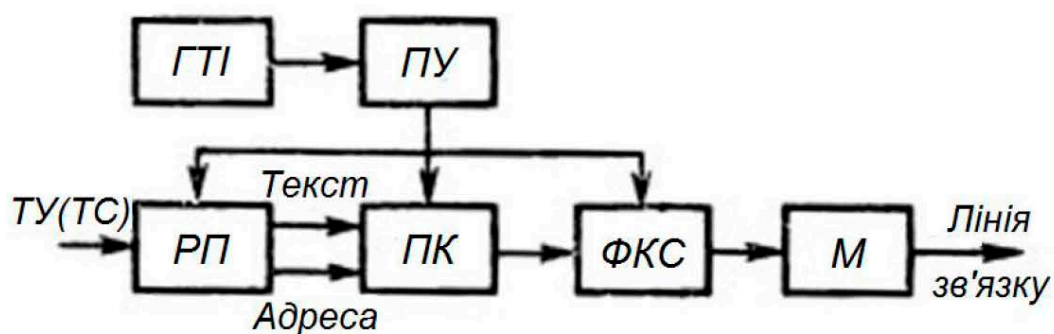 ГТІ
ПУ
Текст
ТУ(ТС)
РП
ПК
ФКС
М
Лінія
зв'язку
Адреса